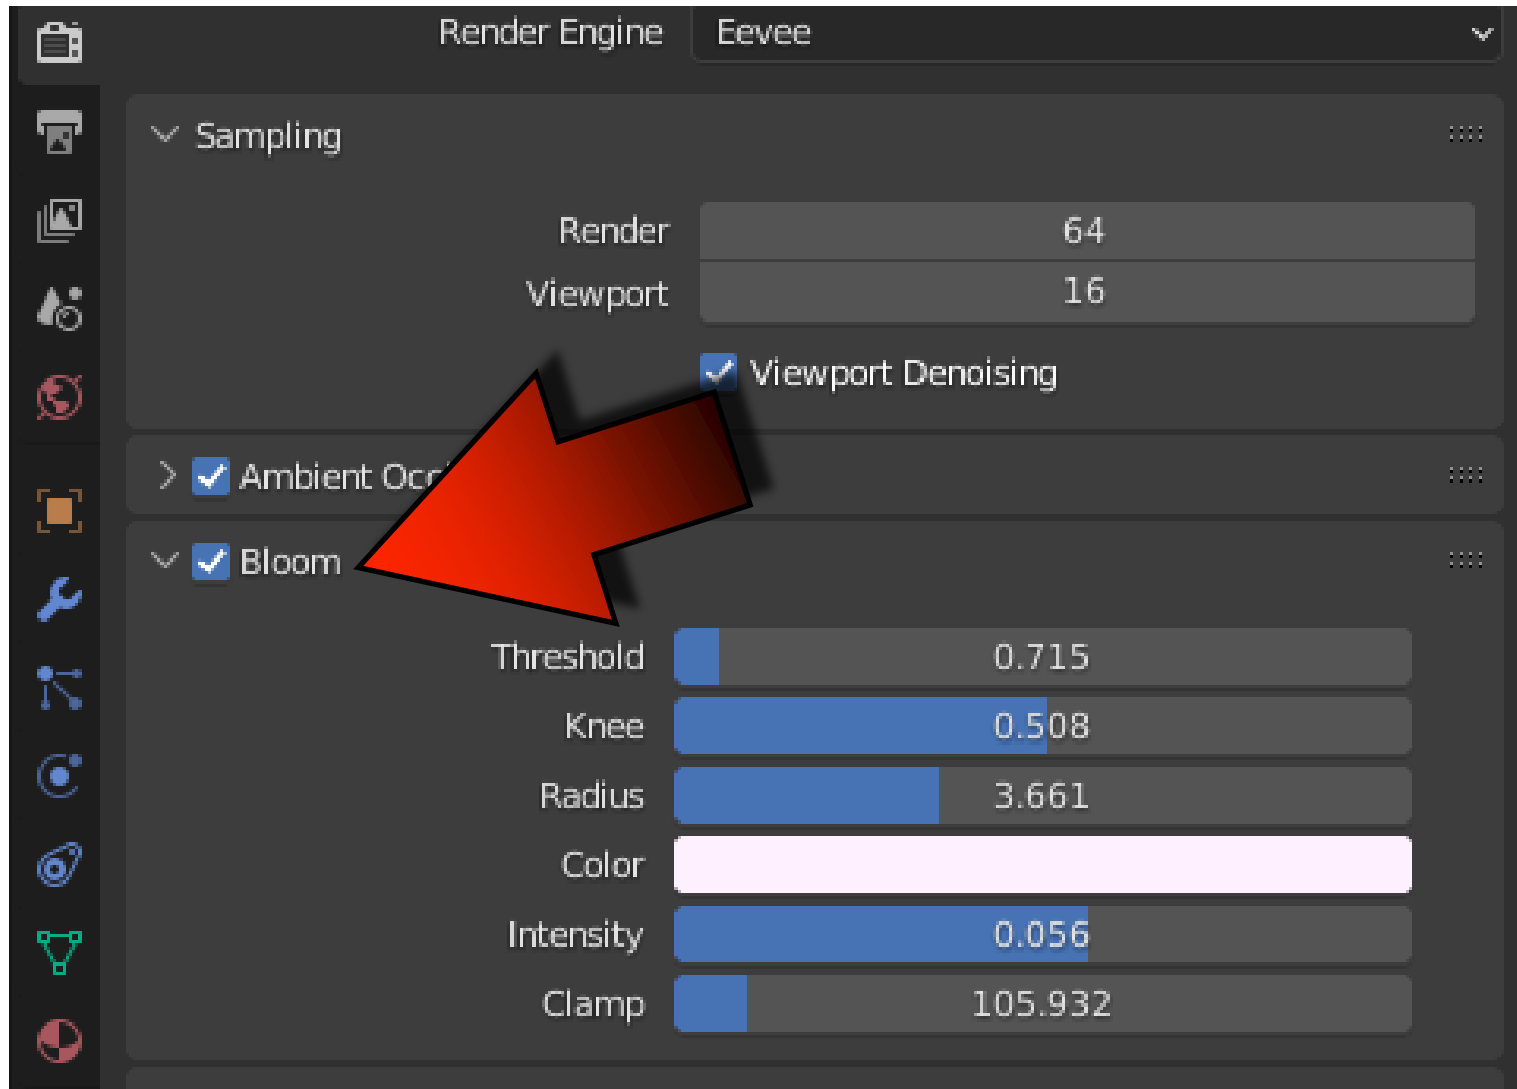 Render Engine Eevee
Sampling
Render 64
Viewport 16
Viewport Denoising
Ambient
Bloom
Threshold 0.715
Knee 0.508
Radius 3.661
Color
Intensity 0.056
Clamp 105.932